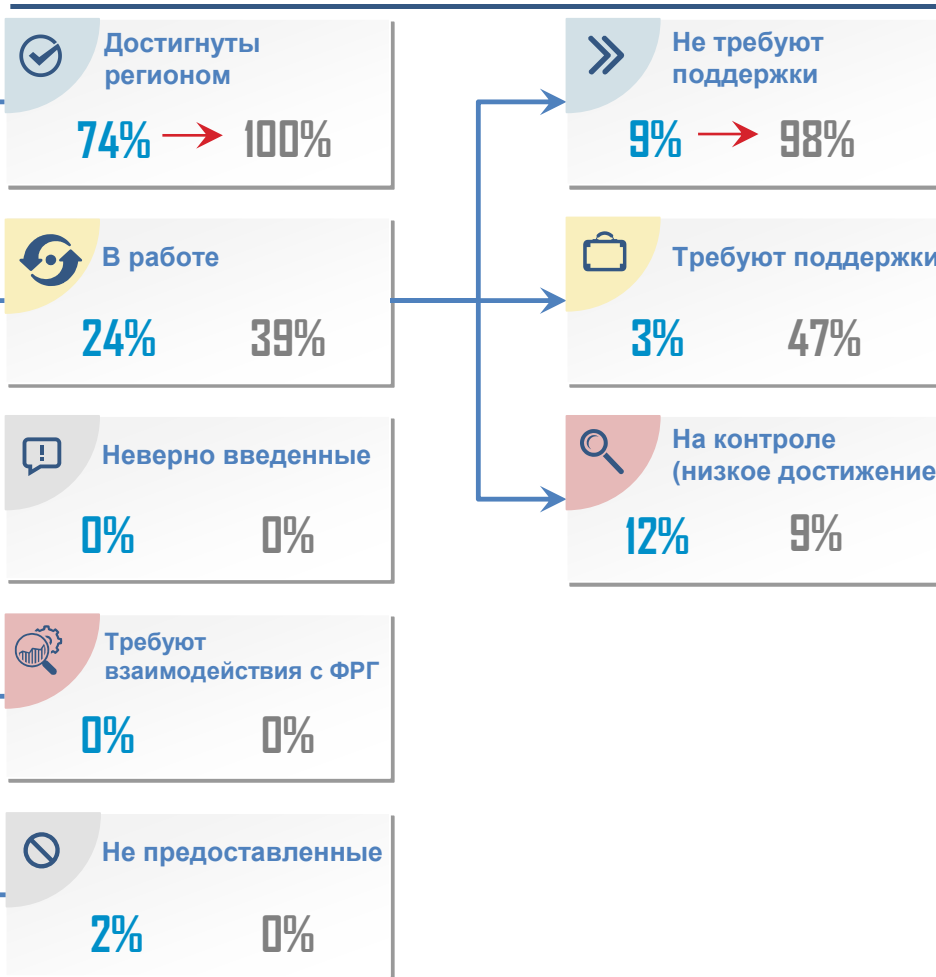 Достигнуты
регионом
74% 100%
В работе
24% 39%
Неверно введенные
0% 0%
Требуют
взаимодействия с ФРГ
0% 0%
Не предоставленные
2% 0%
Не требуют
поддержки
9% 98%
Требуют поддержки
3% 47%
На контроле
(низкое достижение
12% 9%